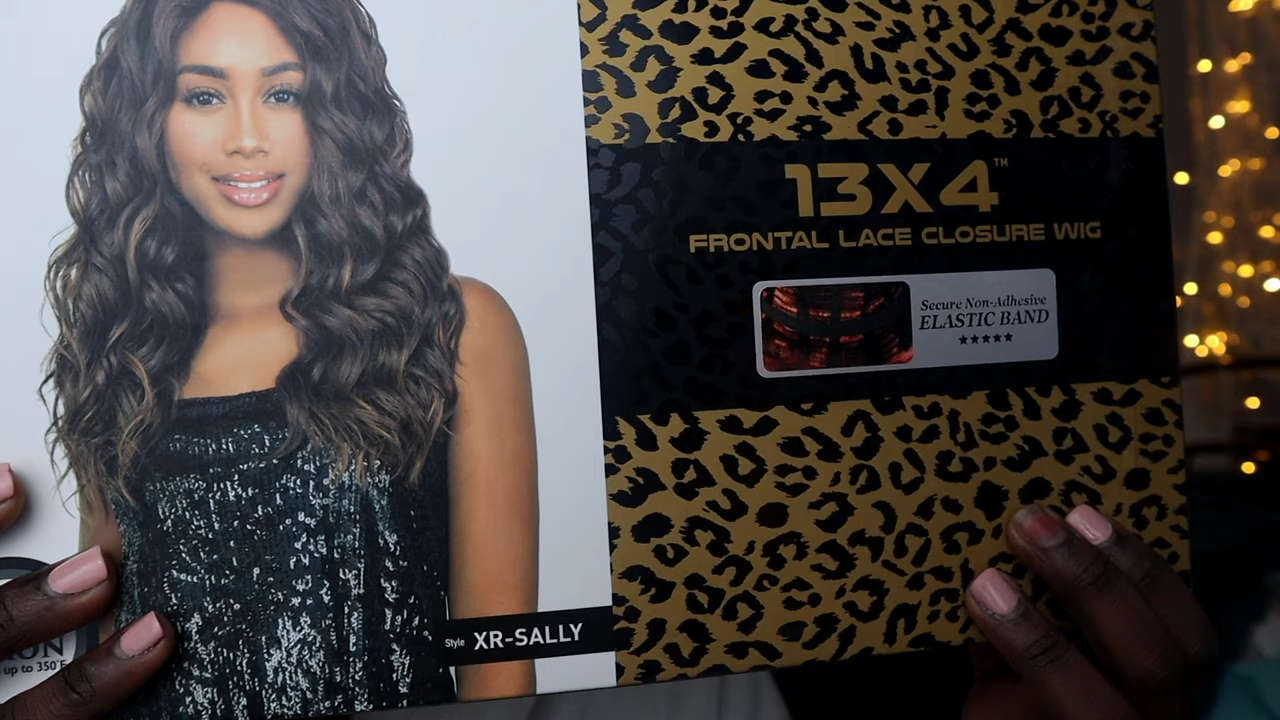 13X4™
FRONTAL LACE CLOSURE WIG
Secure Non-Adhesive
ELASTIC BAND
Style XR-SALLY
up to 350°F